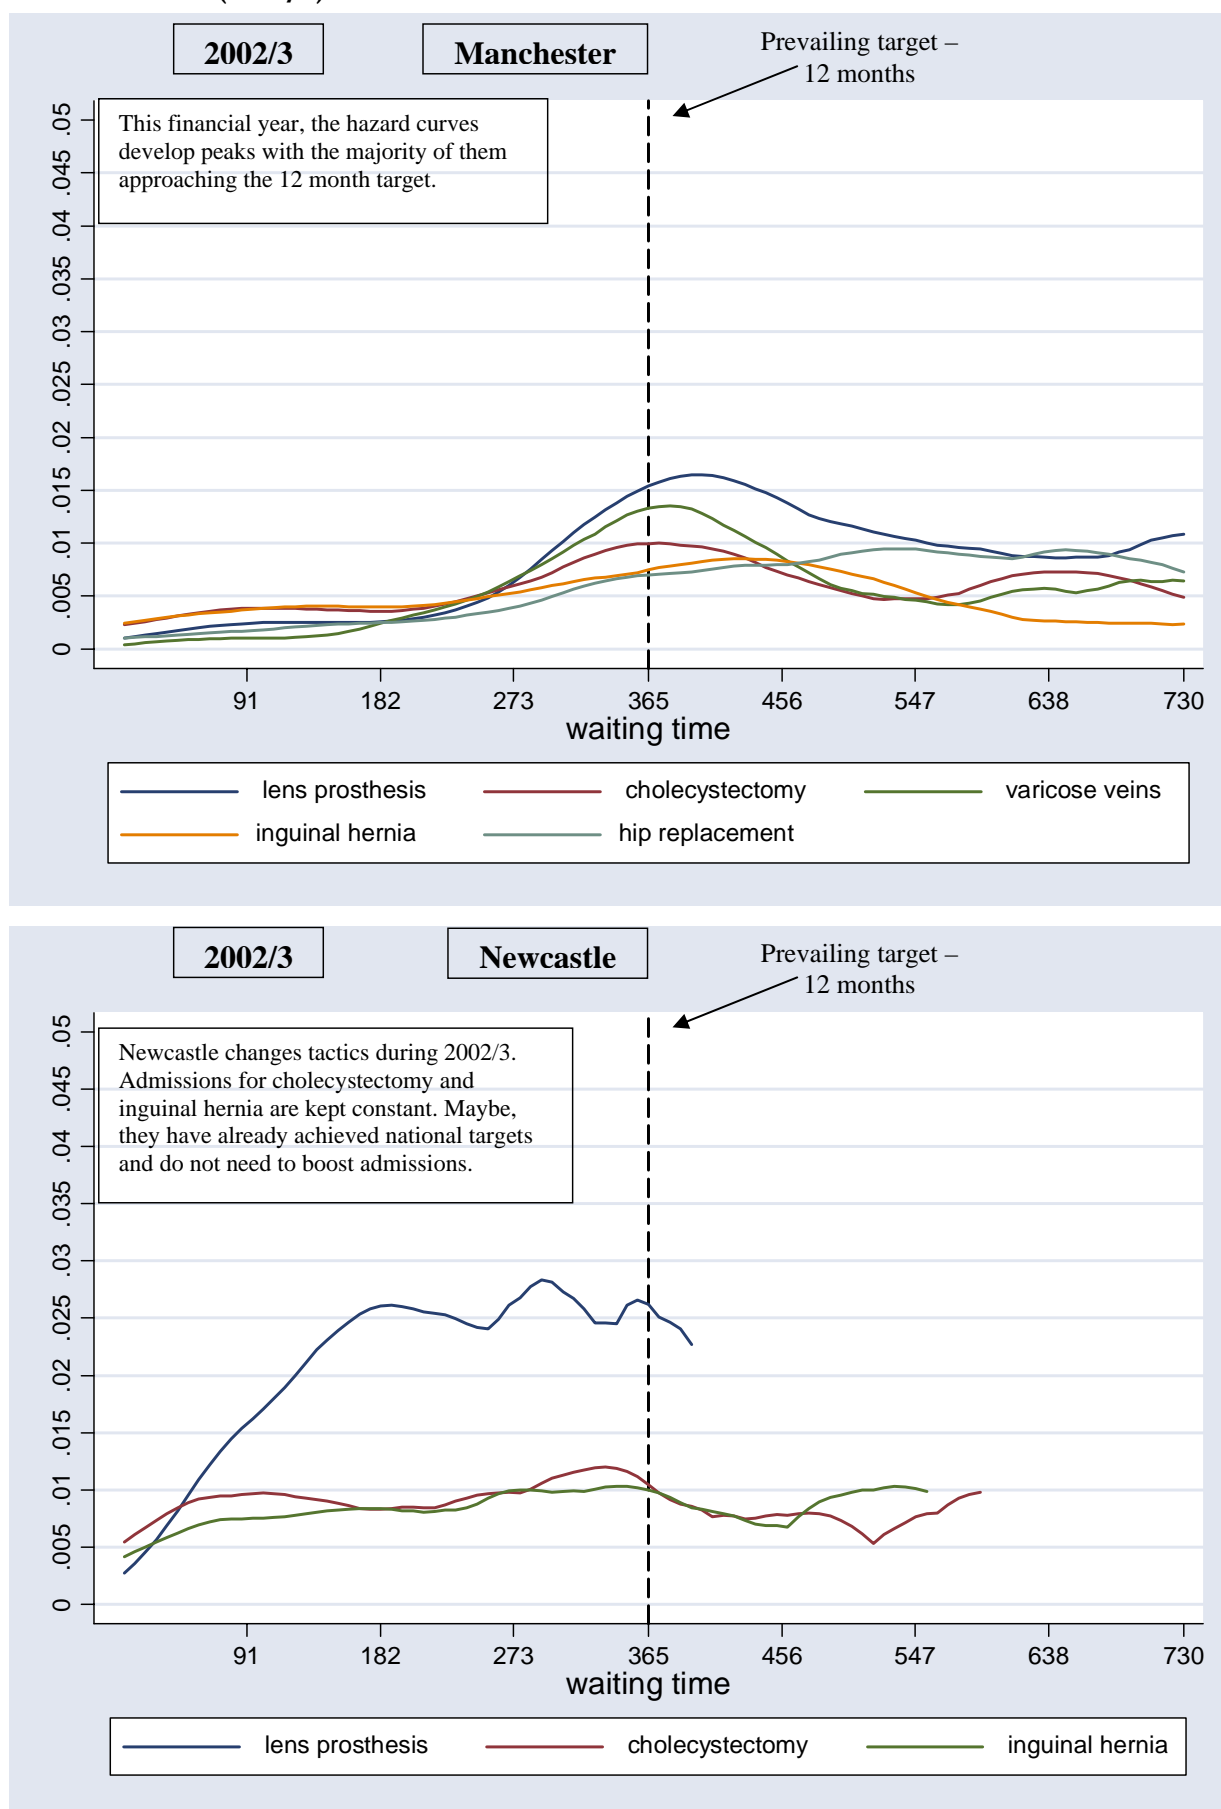 2002/3
Manchester
Prevailing target –
12 months
This financial year, the hazard curves
develop peaks with the majority of them
approaching the 12 month target.
.05
.045
.04
.035
.03
.025
.02
.015
.01
.005
0
91 182 273 365 456 547 638 730
waiting time
lens prosthesis cholecystectomy varicose veins
inguinal hernia hip replacement
2002/3
Newcastle
Prevailing target –
12 months
Newcastle changes tactics during 2002/3.
Admissions for cholecystectomy and
inguinal hernia are kept constant. Maybe,
they have already achieved national targets
and do not need to boost admissions.
.05
.045
.04
.035
.03
.025
.02
.015
.01
.005
0
91 182 273 365 456 547 638 730
waiting time
lens prosthesis cholecystectomy inguinal hernia